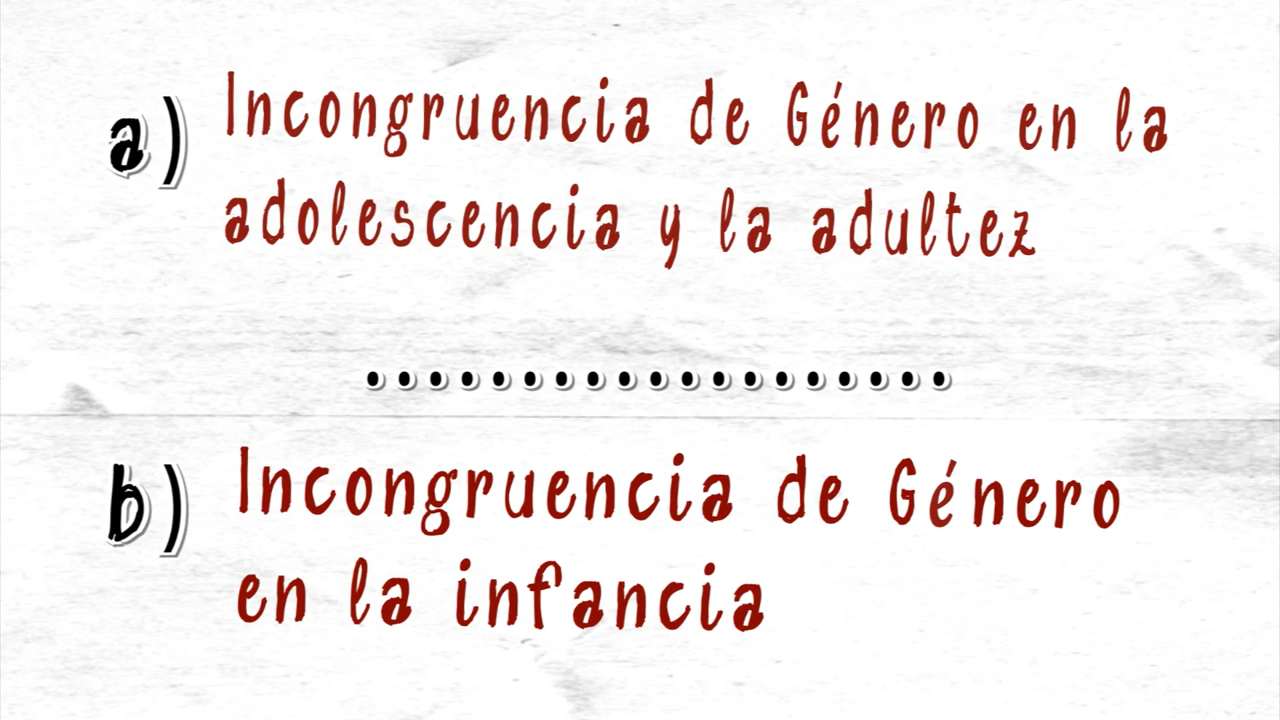 a) Incongruencia de Género en la
adolescencia y la adultez
...................
b) Incongruencia de Género
en la infancia